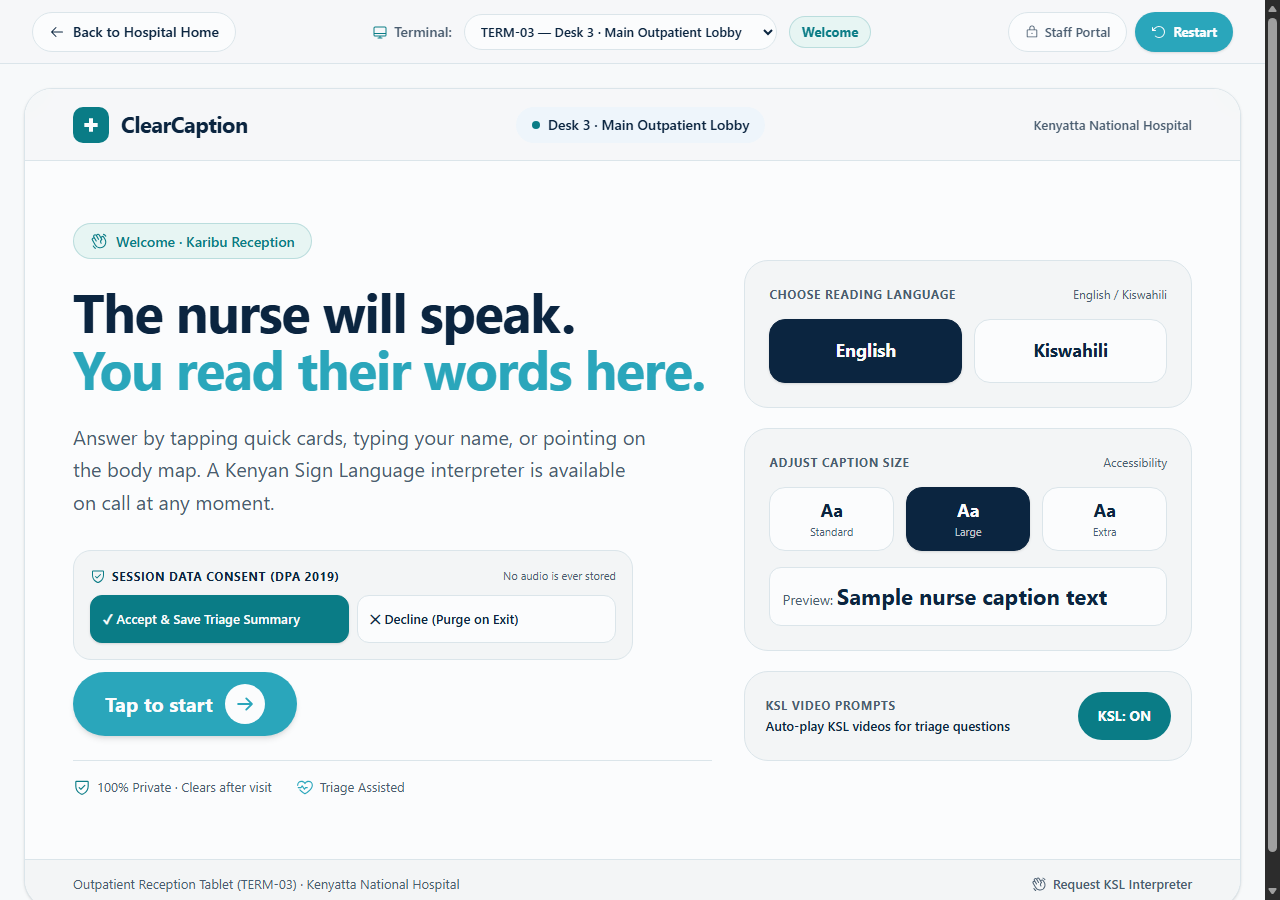 Back to Hospital Home
Terminal:
TERM-03 — Desk 3 · Main Outpatient Lobby
Welcome
Staff Portal
Restart
ClearCaption
Desk 3 · Main Outpatient Lobby
Kenyatta National Hospital
Welcome · Karibu Reception
The nurse will speak.
You read their words here.
Answer by tapping quick cards, typing your name, or pointing on
the body map. A Kenyan Sign Language interpreter is available
on call at any moment.
SESSION DATA CONSENT (DPA 2019)
No audio is ever stored
✓ Accept & Save Triage Summary
✕ Decline (Purge on Exit)
Tap to start
100% Private · Clears after visit
Triage Assisted
CHOOSE READING LANGUAGE
English / Kiswahili
English
Kiswahili
ADJUST CAPTION SIZE
Accessibility
Aa
Standard
Aa
Large
Aa
Extra
Preview: Sample nurse caption text
KSL VIDEO PROMPTS
Auto-play KSL videos for triage questions
KSL: ON
Outpatient Reception Tablet (TERM-03) · Kenyatta National Hospital
Request KSL Interpreter